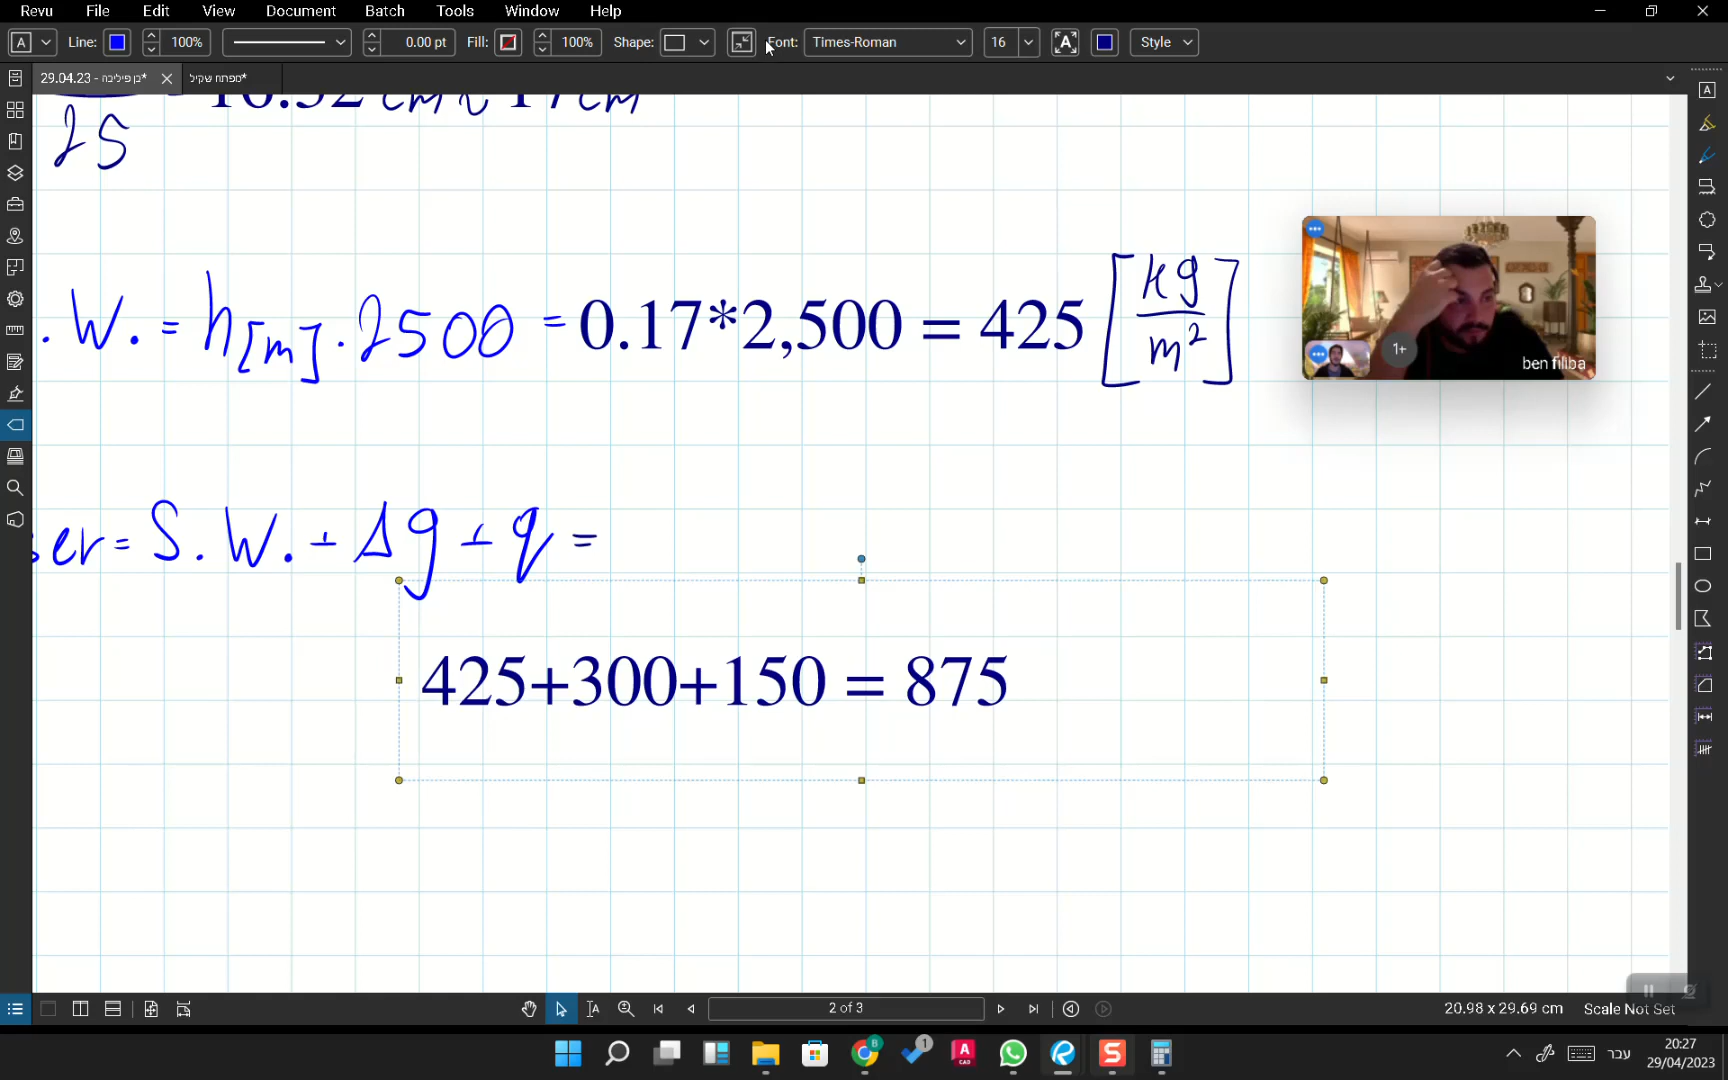 Revu File Edit View Document Batch Tools Window Help
Line: 100% 0.00 pt Fill: 100% Shape: Font: Times-Roman 16 Style
29.04.23 - בן פיליבה* מפתח שקיל*
25
. W. = h[m] · 2500 = 0.17*2,500 = 425 [kg/m²]
1+
ben filiba
ser = S. W. + Δg + q =
425+300+150 = 875
2 of 3 20.98 x 29.69 cm Scale Not Set
B 1 עבר 20:27
29/04/2023